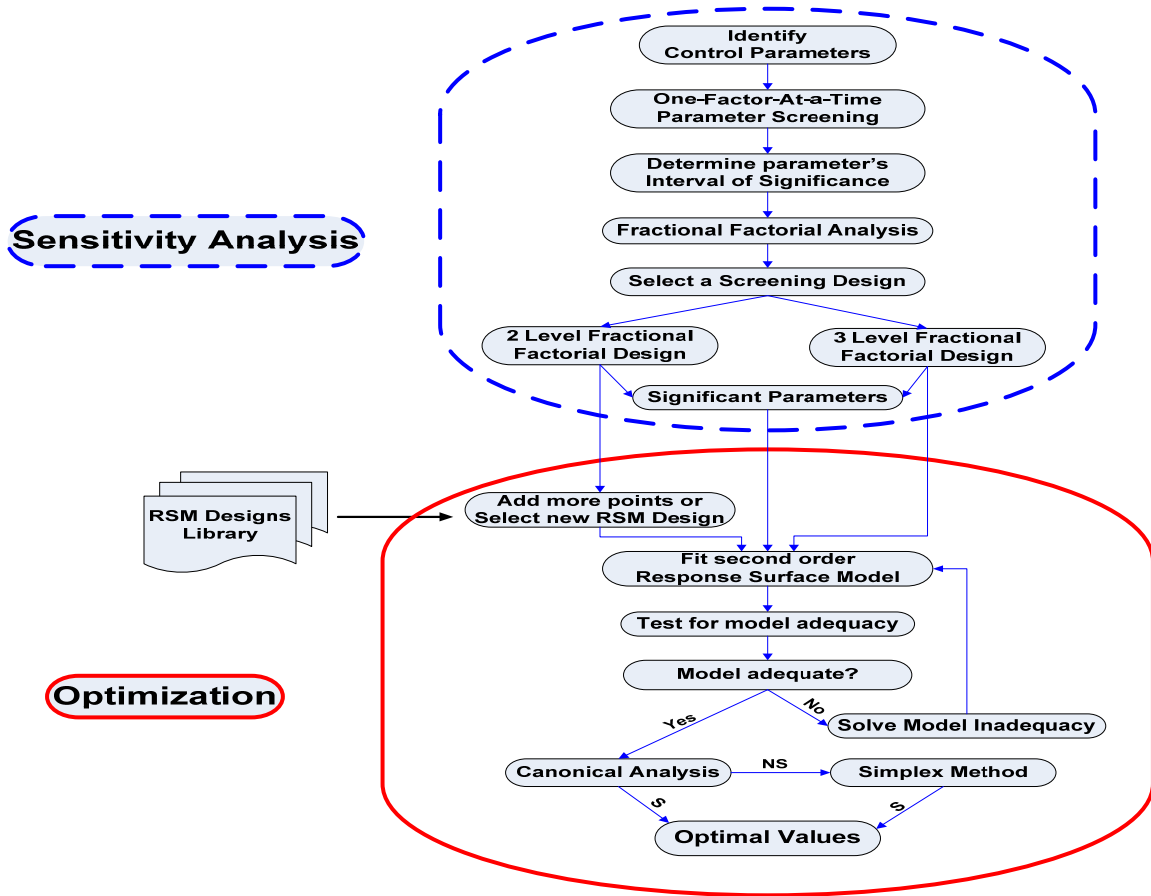 Identify
Control Parameters
One-Factor-At-a-Time
Parameter Screening
Determine parameter's
Interval of Significance
Sensitivity Analysis
Fractional Factorial Analysis
Select a Screening Design
2 Level Fractional
Factorial Design
3 Level Fractional
Factorial Design
Significant Parameters
RSM Designs
Library
Add more points or
Select new RSM Design
Fit second order
Response Surface Model
Test for model adequacy
Model adequate?
Optimization
Yes
No
Solve Model Inadequacy
Canonical Analysis
NS
Simplex Method
S
S
Optimal Values